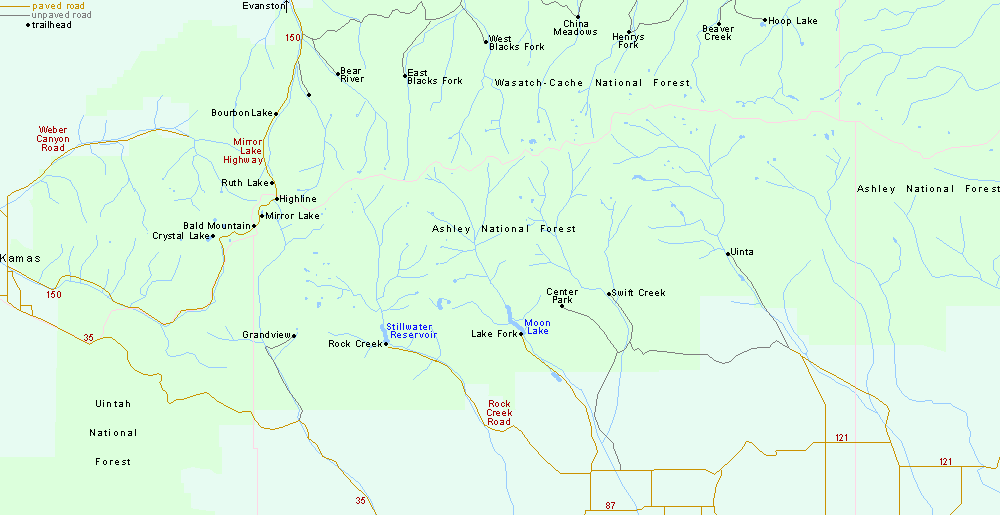 paved road
unpaved road
trailhead
Evanston
150
Bear
River
East
Blacks Fork
West
Blacks Fork
China
Meadows
Henrys
Fork
Beaver
Creek
Hoop Lake
Wasatch-Cache National Forest
Bourbon Lake
Weber
Canyon
Road
Mirror
Lake
Highway
Ruth Lake
Highline
Mirror Lake
Bald Mountain
Crystal Lake
Ashley National Forest
Ashley National Forest
Kamas
Uinta
150
Center
Park
Swift Creek
Stillwater
Reservoir
Moon
Lake
Lake Fork
Grandview
Rock Creek
35
Uintah
National
Forest
Rock
Creek
Road
121
121
35
87